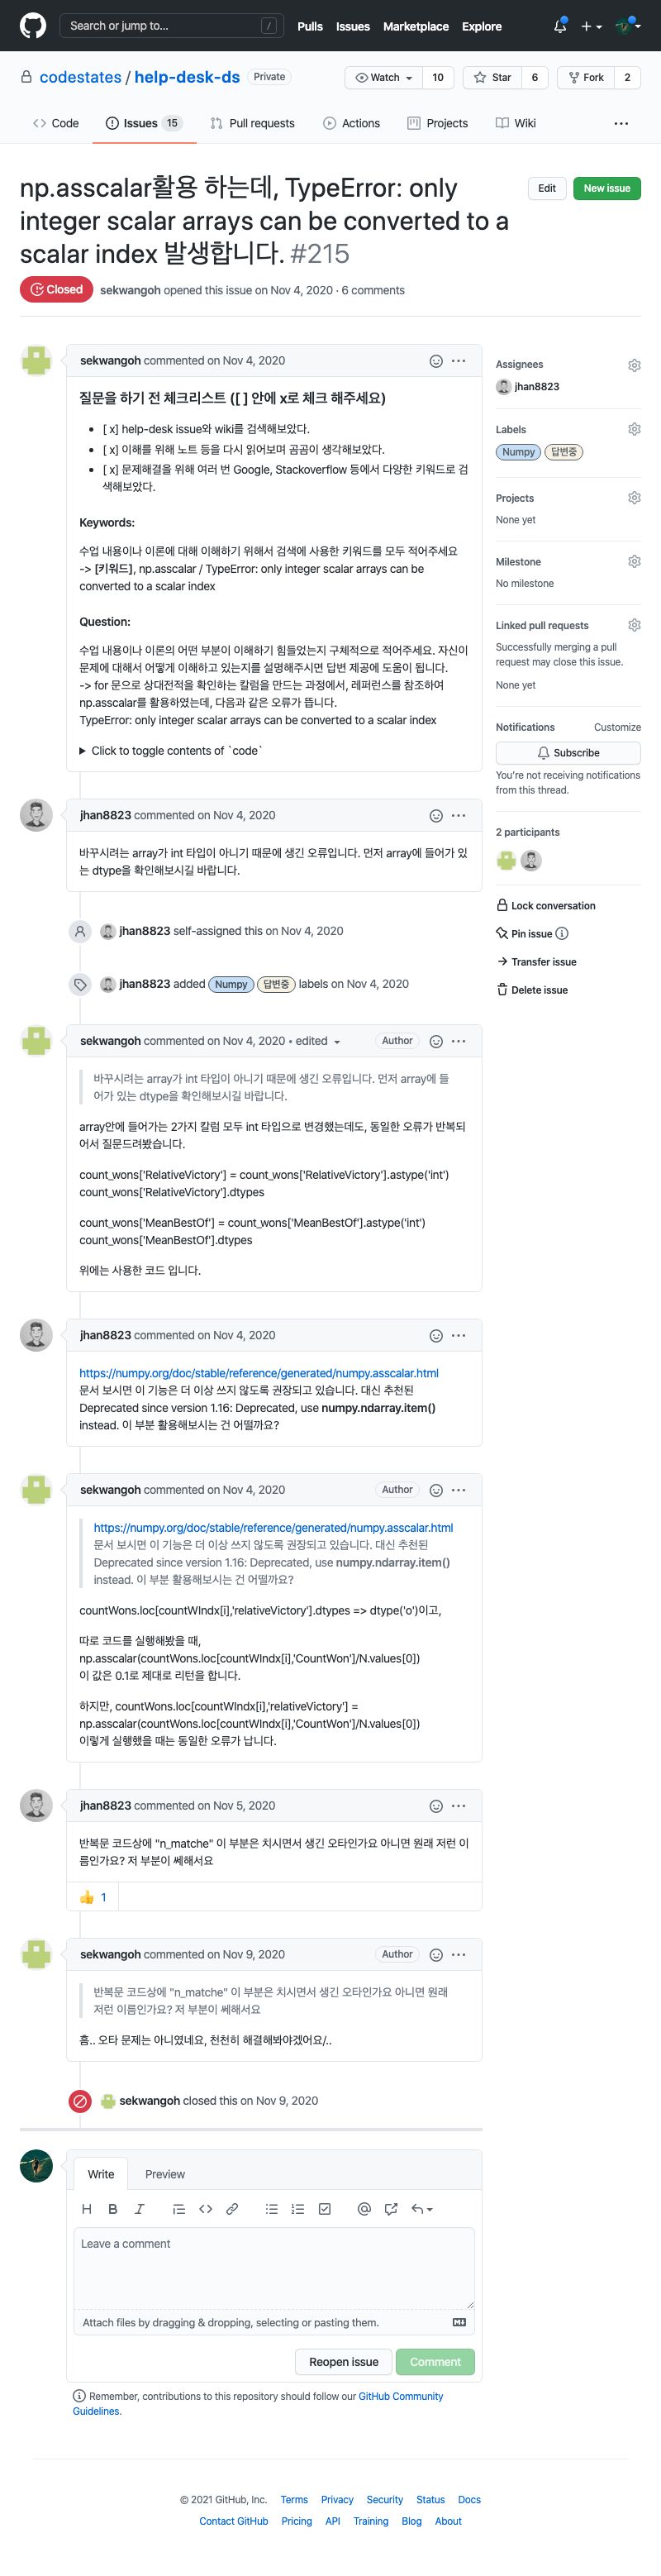 Search or jump to...
/
Pulls Issues Marketplace Explore
codestates / help-desk-ds Private
Watch 10 Star 6 Fork 2
Code Issues 15 Pull requests Actions Projects Wiki
np.asscalar활용 하는데, TypeError: only
integer scalar arrays can be converted to a
scalar index 발생합니다. #215
Edit New issue
Closed sekwangoh opened this issue on Nov 4, 2020 · 6 comments
sekwangoh commented on Nov 4, 2020
질문을 하기 전 체크리스트 ([ ] 안에 x로 체크 해주세요)
• [ x] help-desk issue와 wiki를 검색해보았다.
• [ x] 이해를 위해 노트 등을 다시 읽어보며 곰곰이 생각해보았다.
• [ x] 문제해결을 위해 여러 번 Google, Stackoverflow 등에서 다양한 키워드로 검
색해보았다.
Keywords:
수업 내용이나 이론에 대해 이해하기 위해서 검색에 사용한 키워드를 모두 적어주세요
-> [키워드], np.asscalar / TypeError: only integer scalar arrays can be
converted to a scalar index
Question:
수업 내용이나 이론의 어떤 부분이 이해하기 힘들었는지 구체적으로 적어주세요. 자신이
문제에 대해서 어떻게 이해하고 있는지를 설명해주시면 답변 제공에 도움이 됩니다.
-> for 문으로 상대전적을 확인하는 칼럼을 만드는 과정에서, 레퍼런스를 참조하여
np.asscalar를 활용하였는데, 다음과 같은 오류가 뜹니다.
TypeError: only integer scalar arrays can be converted to a scalar index
▶ Click to toggle contents of `code`
jhan8823 commented on Nov 4, 2020
바꾸시려는 array가 int 타입이 아니기 때문에 생긴 오류입니다. 먼저 array에 들어가 있
는 dtype을 확인해보시길 바랍니다.
jhan8823 self-assigned this on Nov 4, 2020
jhan8823 added Numpy 답변중 labels on Nov 4, 2020
sekwangoh commented on Nov 4, 2020 • edited Author
바꾸시려는 array가 int 타입이 아니기 때문에 생긴 오류입니다. 먼저 array에 들
어가 있는 dtype을 확인해보시길 바랍니다.
array안에 들어가는 2가지 칼럼 모두 int 타입으로 변경했는데도, 동일한 오류가 반복되
어서 질문드려봤습니다.
count_wons['RelativeVictory'] = count_wons['RelativeVictory'].astype('int')
count_wons['RelativeVictory'].dtypes
count_wons['MeanBestOf'] = count_wons['MeanBestOf'].astype('int')
count_wons['MeanBestOf'].dtypes
위에는 사용한 코드 입니다.
jhan8823 commented on Nov 4, 2020
https://numpy.org/doc/stable/reference/generated/numpy.asscalar.html
문서 보시면 이 기능은 더 이상 쓰지 않도록 권장되고 있습니다. 대신 추천된
Deprecated since version 1.16: Deprecated, use numpy.ndarray.item()
instead. 이 부분 활용해보시는 건 어떨까요?
sekwangoh commented on Nov 4, 2020 Author
https://numpy.org/doc/stable/reference/generated/numpy.asscalar.html
문서 보시면 이 기능은 더 이상 쓰지 않도록 권장되고 있습니다. 대신 추천된
Deprecated since version 1.16: Deprecated, use numpy.ndarray.item()
instead. 이 부분 활용해보시는 건 어떨까요?
countWons.loc[countWIndx[i],'relativeVictory'].dtypes => dtype('o')이고,
따로 코드를 실행해봤을 때,
np.asscalar(countWons.loc[countWIndx[i],'CountWon']/N.values[0])
이 값은 0.1로 제대로 리턴을 합니다.
하지만, countWons.loc[countWIndx[i],'relativeVictory'] =
np.asscalar(countWons.loc[countWIndx[i],'CountWon']/N.values[0])
이렇게 실행했을 때는 동일한 오류가 납니다.
jhan8823 commented on Nov 5, 2020
반복문 코드상에 "n_matche" 이 부분은 치시면서 생긴 오타인가요 아니면 원래 저런 이
름인가요? 저 부분이 쎄해서요
👍 1
sekwangoh commented on Nov 9, 2020 Author
반복문 코드상에 "n_matche" 이 부분은 치시면서 생긴 오타인가요 아니면 원래
저런 이름인가요? 저 부분이 쎄해서요
흠.. 오타 문제는 아니였네요, 천천히 해결해봐야겠어요/..
sekwangoh closed this on Nov 9, 2020
Write Preview
Leave a comment
Attach files by dragging & dropping, selecting or pasting them.
Reopen issue Comment
Remember, contributions to this repository should follow our GitHub Community
Guidelines.
Assignees
jhan8823
Labels
Numpy 답변중
Projects
None yet
Milestone
No milestone
Linked pull requests
Successfully merging a pull
request may close this issue.
None yet
Notifications Customize
Subscribe
You're not receiving notifications
from this thread.
2 participants
Lock conversation
Pin issue
Transfer issue
Delete issue
© 2021 GitHub, Inc. Terms Privacy Security Status Docs
Contact GitHub Pricing API Training Blog About